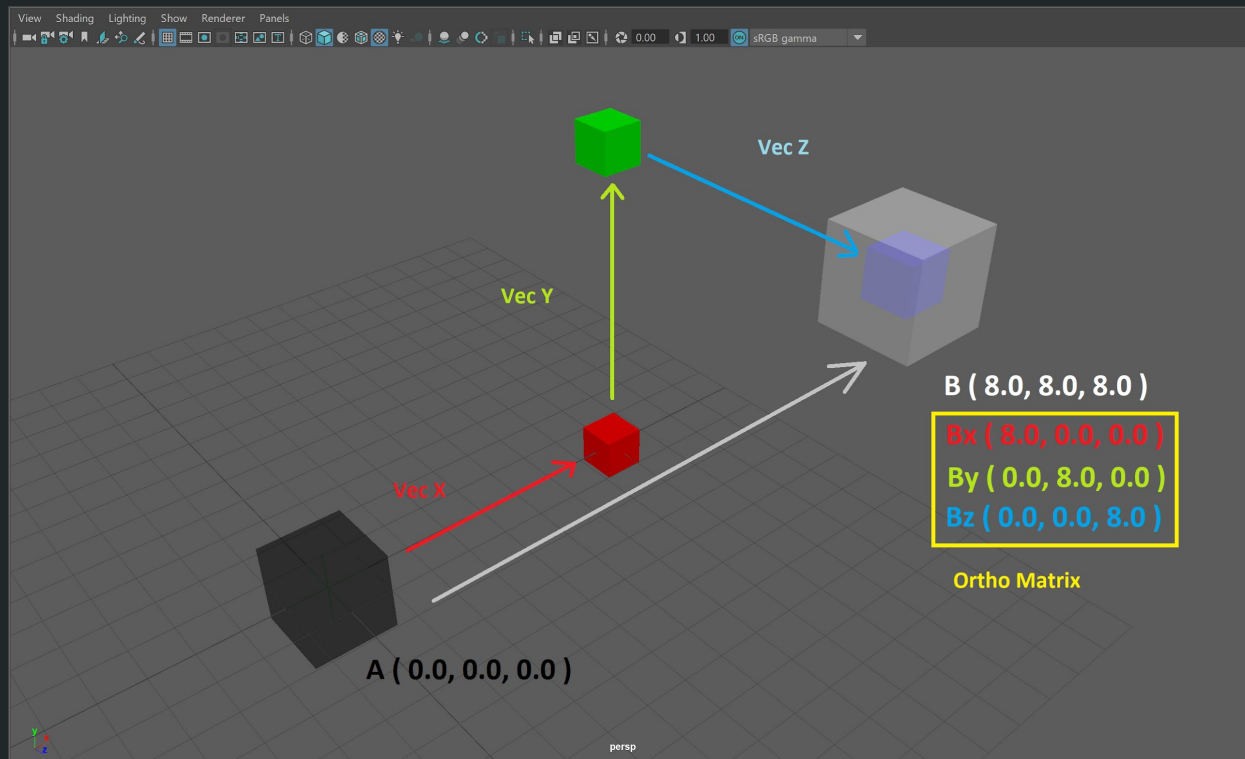 View Shading Lighting Show Renderer Panels
0.00 1.00 ON sRGB gamma
Vec Z
Vec Y
B ( 8.0, 8.0, 8.0 )
Bx ( 8.0, 0.0, 0.0 )
By ( 0.0, 8.0, 0.0 )
Bz ( 0.0, 0.0, 8.0 )
Vec X
Ortho Matrix
A ( 0.0, 0.0, 0.0 )
y
x
z
persp